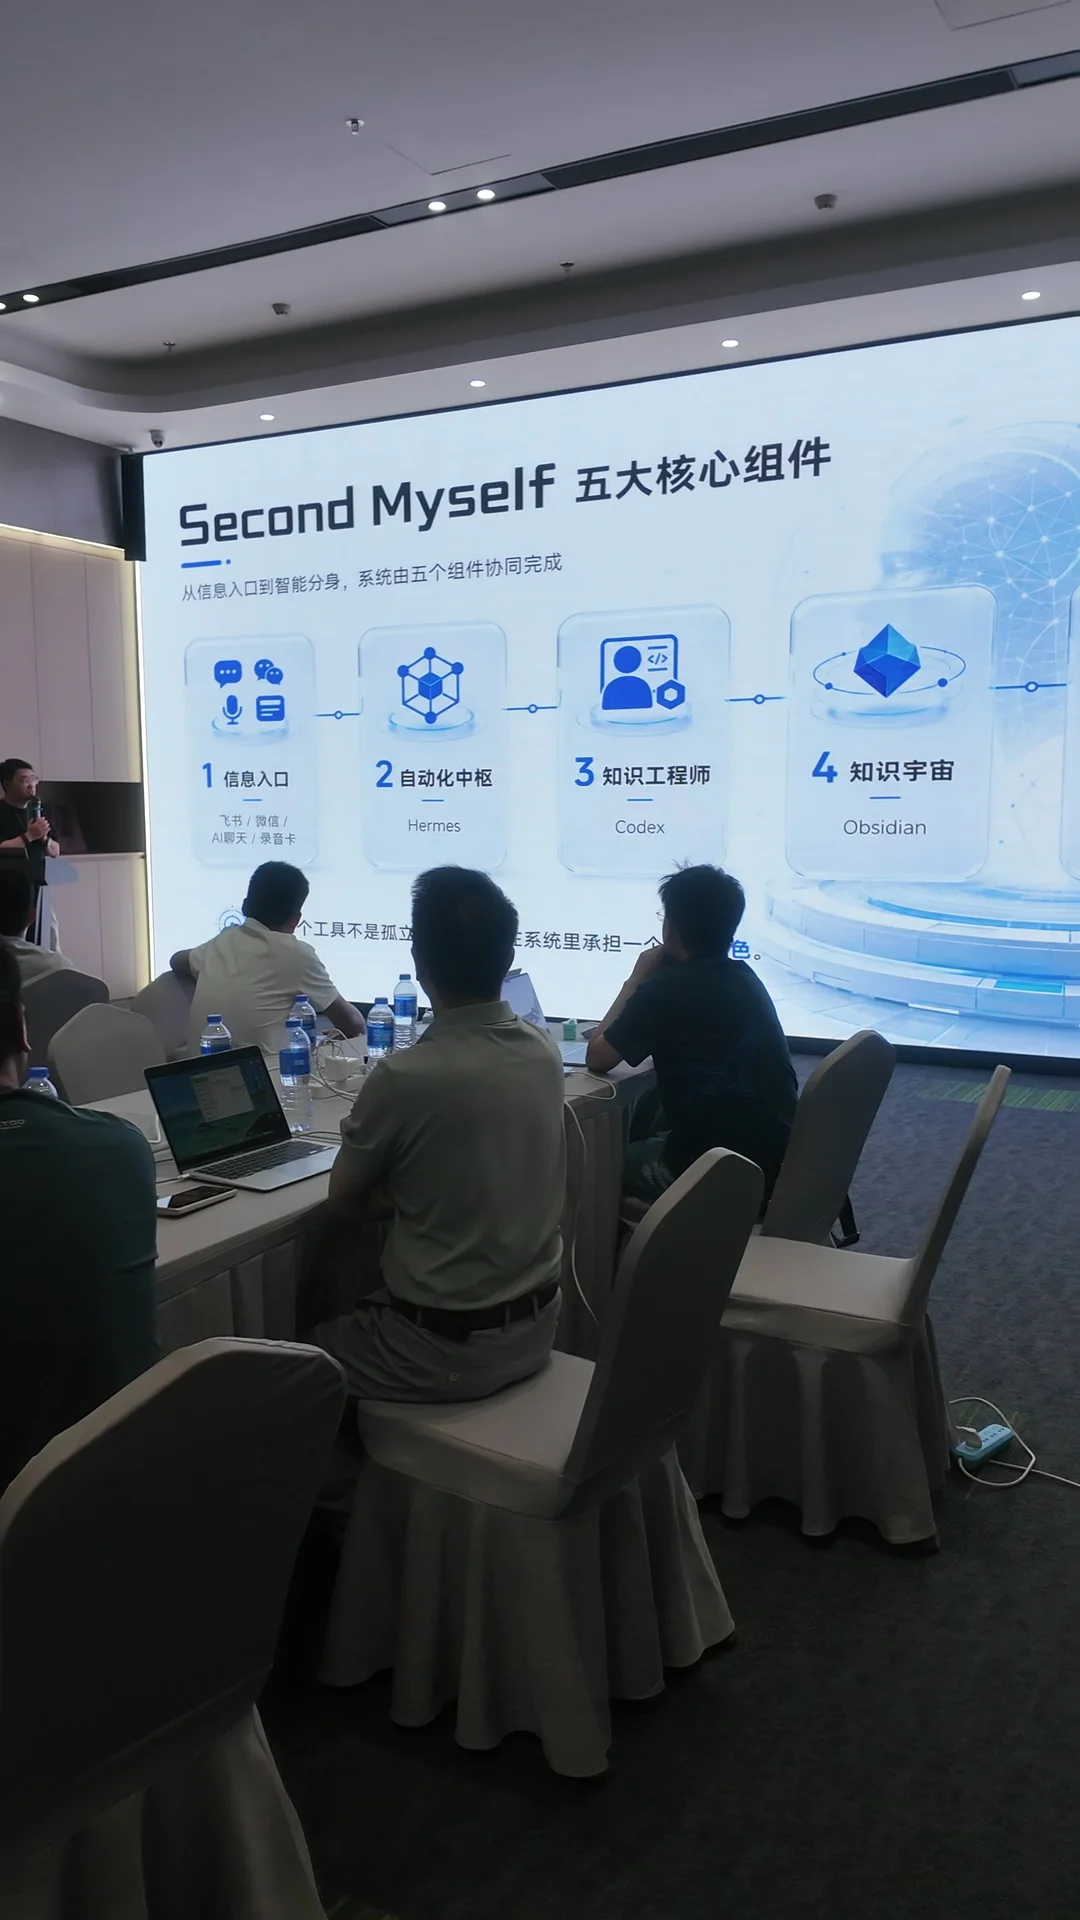 Second Myself 五大核心组件
从信息入口到智能分身，系统由五个组件协同完成
1 信息入口
飞书 / 微信 /
AI聊天 / 录音卡
2 自动化中枢
Hermes
3 知识工程师
</>
Codex
4 知识宇宙
Obsidian
个工具不是孤立 在系统里承担一个 色。